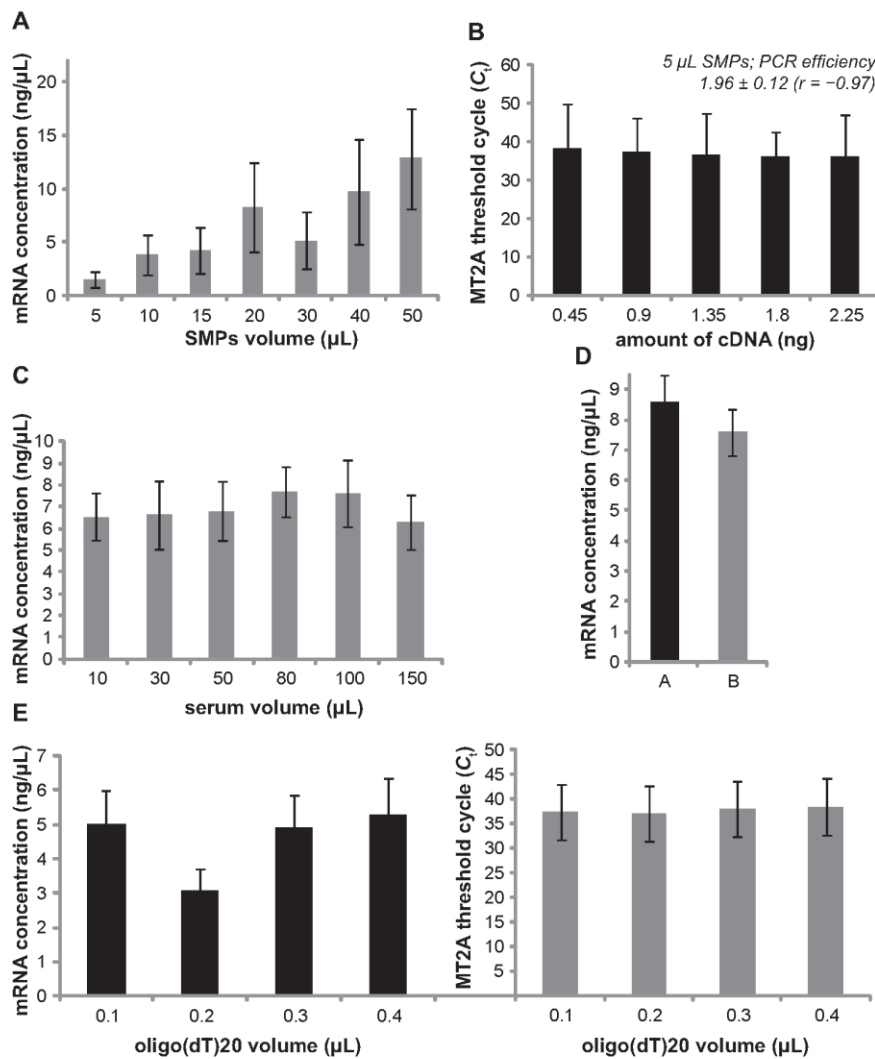 A
mRNA concentration (ng/µL)
20
15
10
5
0
5 10 15 20 30 40 50
SMPs volume (µL)
B
MT2A threshold cycle (Ct)
5 µL SMPs; PCR efficiency
1.96 ± 0.12 (r = −0.97)
60
50
40
30
20
10
0
0.45 0.9 1.35 1.8 2.25
amount of cDNA (ng)
C
mRNA concentration (ng/µL)
10
9
8
7
6
5
4
3
2
1
0
10 30 50 80 100 150
serum volume (µL)
D
mRNA concentration (ng/µL)
9
8
7
6
5
4
3
2
1
0
A B
E
mRNA concentration (ng/µL)
7
6
5
4
3
2
1
0
0.1 0.2 0.3 0.4
oligo(dT)20 volume (µL)
MT2A threshold cycle (Ct)
50
45
40
35
30
25
20
15
10
5
0.1 0.2 0.3 0.4
oligo(dT)20 volume (µL)